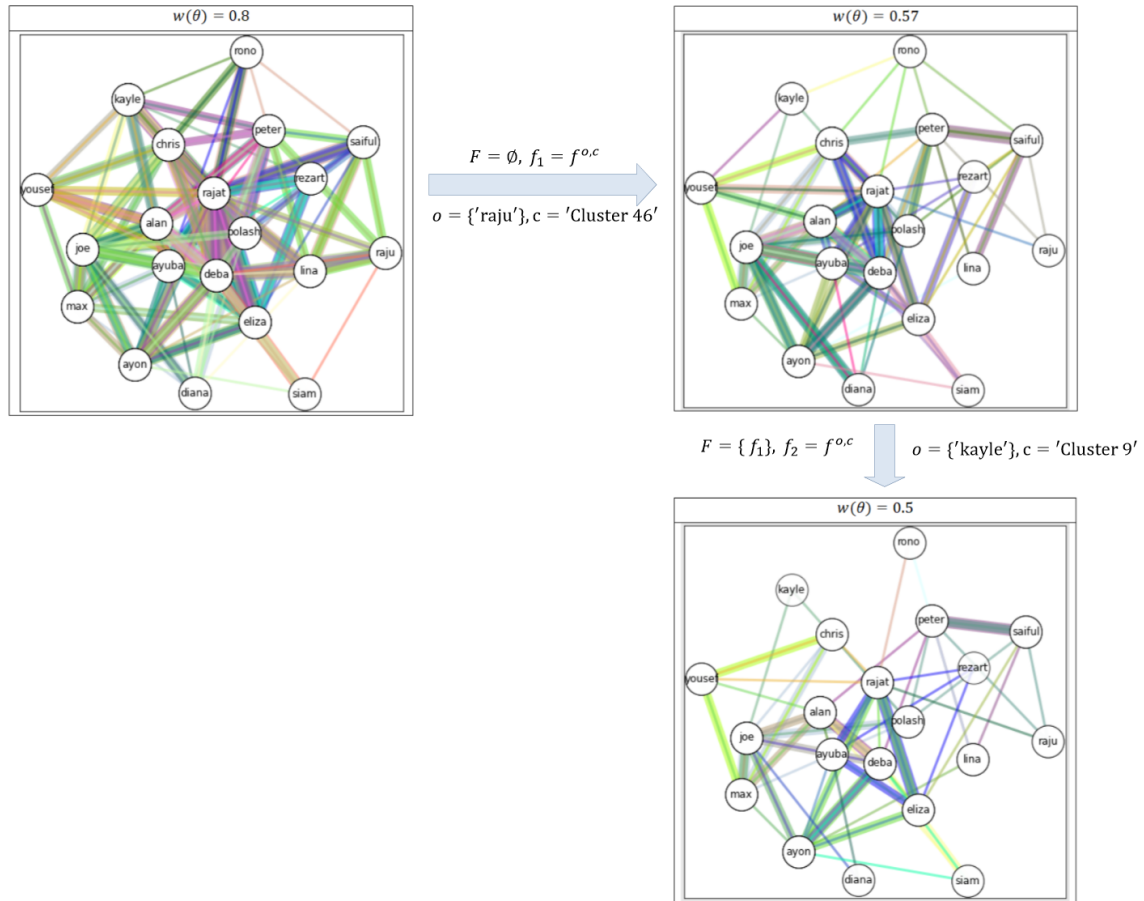 w(θ) = 0.8
rono
kayle
peter
chris
saiful
rezart
yousef
rajat
alan
polash
joe
raju
ayuba
deba
lina
max
eliza
ayon
diana
siam
F = ∅, f₁ = f^{o,c}
o = {'raju'}, c = 'Cluster 46'
w(θ) = 0.57
rono
kayle
peter
chris
saiful
rezart
yousef
rajat
alan
polash
joe
raju
ayuba
deba
lina
max
eliza
ayon
diana
siam
F = { f₁}, f₂ = f^{o,c}
o = {'kayle'}, c = 'Cluster 9'
w(θ) = 0.5
rono
kayle
peter
chris
saiful
rezart
yousef
rajat
alan
polash
joe
raju
ayuba
deba
lina
max
eliza
ayon
diana
siam